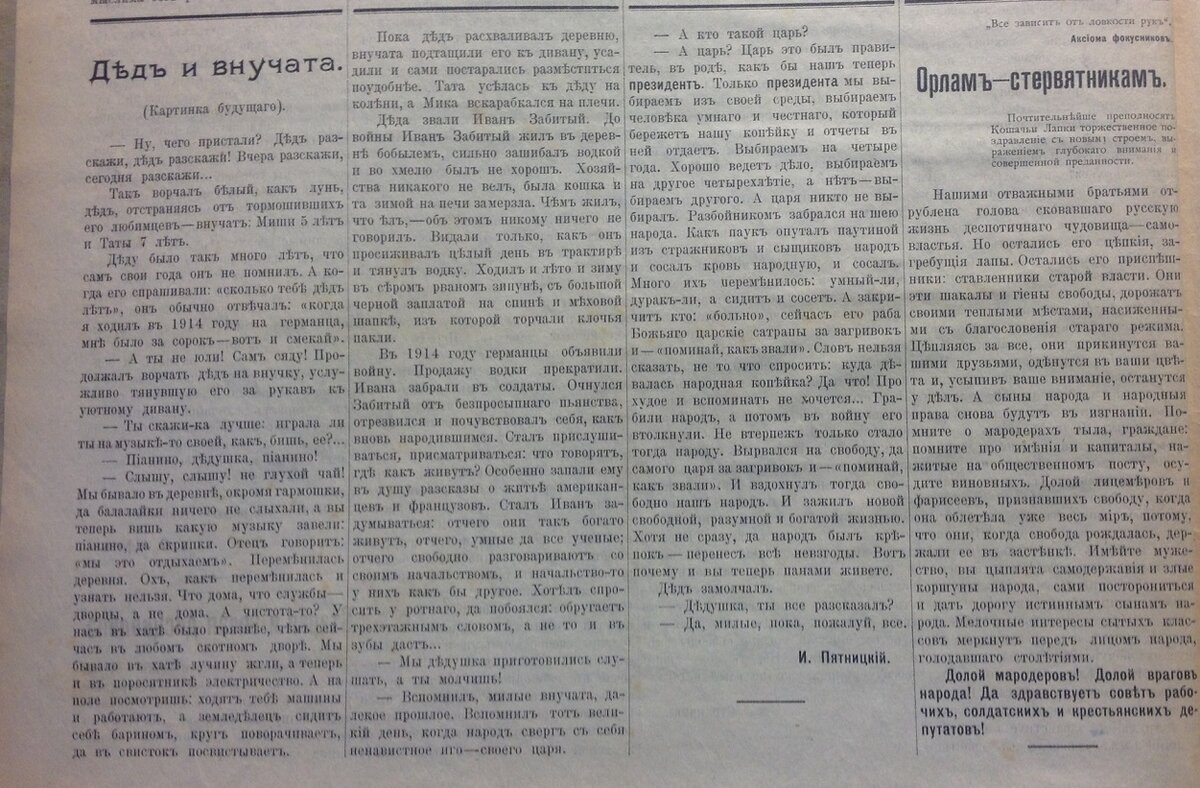 Дѣдъ и внучата.
(Картинка будущаго).
— Ну, чего пристали? Дѣдъ раз-
скажи, дѣдъ разскажи! Вчера разскажи,
сегодня разскажи...
Такъ ворчалъ бѣлый, какъ лунь,
дѣдъ, отстраняясь отъ тормошившихъ
его любимцевъ—внучатъ: Миши 5 лѣтъ
и Таты 7 лѣтъ.
Дѣду было такъ много лѣтъ, что
самъ свои года онъ не помнилъ. А ко-
гда его спрашивали: «сколько тебѣ дѣдъ
лѣтъ», онъ обычно отвѣчалъ: «когда
я ходилъ въ 1914 году на германца,
мнѣ было за сорокъ—вотъ и смекай».
— А ты не юли! Самъ сяду! Про-
должалъ ворчать дѣдъ на внучку, услу-
жливо тянувшую его за рукавъ къ
уютному дивану.
— Ты скажи-ка лучше: играла ли
ты на музыкѣ-то своей, какъ, бишь, ее?...
— Піанино, дѣдушка, піанино!
— Слышу, слышу! не глухой чай!
Мы бывало въ деревнѣ, окромя гармошки,
да балалайки ничего не слыхали, а вы
теперь вишь какую музыку завели:
піанино, да скрипки. Отецъ говоритъ:
«мы это отдыхаемъ». Перемѣнилась
деревня. Охъ, какъ перемѣнилась и
узнать нельзя. Что дома, что службы—
дворцы, а не дома. А чистота-то? У
насъ въ хатѣ было грязнѣе, чѣмъ сей-
часъ въ любомъ скотномъ дворѣ. Мы
бывало въ хатѣ лучину жгли, а теперь
и въ поросятникѣ электричество. А на
поле посмотришь: ходятъ тебѣ машины
и работаютъ, а земледѣлецъ сидитъ
себѣ бариномъ, кругъ поворачиваетъ,
да въ свистокъ посвистываетъ.
Пока дѣдъ расхваливалъ деревню,
внучата подтащили его къ дивану, уса-
дили и сами постарались размѣститься
поудобнѣе. Тата усѣлась къ дѣду на
колѣни, а Мика вскарабкался на плечи.
Дѣда звали Иванъ Забитый. До
войны Иванъ Забитый жилъ въ дерев-
нѣ бобылемъ, сильно зашибалъ водкой
и во хмелю былъ не хорошъ. Хозяй-
ства никакого не велъ, была кошка и
та зимой на печи замерзла. Чѣмъ жилъ,
что ѣлъ,—объ этомъ никому ничего не
говорилъ. Видали только, какъ онъ
просиживалъ цѣлый день въ трактирѣ
и тянулъ водку. Ходилъ и лѣто и зиму
въ сѣромъ рваномъ зипунѣ, съ большой
черной заплатой на спинѣ и мѣховой
шапкѣ, изъ которой торчали клочья
пакли.
Въ 1914 году германцы объявили
войну. Продажу водки прекратили.
Ивана забрали въ солдаты. Очнулся
Забитый отъ безпросыпнаго пьянства,
отрезвился и почувствовалъ себя, какъ
вновь народившимся. Сталъ прислуши-
ваться, присматриваться: что говорятъ,
гдѣ какъ живутъ? Особенно запали ему
въ душу разсказы о житьѣ американ-
цевъ и французовъ. Сталъ Иванъ за-
думываться: отчего они такъ богато
живутъ, отчего, умные да все ученые;
отчего свободно разговариваютъ со
своимъ начальствомъ, и начальство-то
у нихъ какъ бы другое. Хотѣлъ спро-
сить у ротнаго, да побоялся: обругаетъ
трехэтажнымъ словомъ, а не то и въ
зубы дастъ...
— Мы дѣдушка приготовились слу-
шать, а ты молчишь!
— Вспомнилъ, милые внучата, да-
лекое прошлое. Вспомнилъ тотъ вели-
кій день, когда народъ свергъ съ себя
ненавистное иго—своего царя.
— А кто такой царь?
— А царь? Царь это былъ прави-
тель, въ родѣ, какъ бы нашъ теперь
президентъ. Только президента мы вы-
бираемъ изъ своей среды, выбираемъ
человѣка умнаго и честнаго, который
бережетъ нашу копѣйку и отчеты въ
ней отдаетъ. Выбираемъ на четыре
года. Хорошо ведетъ дѣло, выбираемъ
на другое четырехлѣтіе, а нѣтъ—вы-
бираемъ другого. А царя никто не вы-
биралъ. Разбойникомъ забрался на шею
народа. Какъ паукъ опуталъ паутиной
изъ стражниковъ и сыщиковъ народъ
и сосалъ кровь народную, и сосалъ.
Много ихъ перемѣнилось: умный-ли,
дуракъ-ли, а сидитъ и сосетъ. А закри-
читъ кто: «больно», сейчасъ его раба
Божьяго царскіе сатрапы за загривокъ
и—«поминай, какъ звали». Словъ нельзя
сказать, не то что спросить: куда дѣ-
валась народная копѣйка? Да что! Про
худое и вспоминать не хочется... Гра-
били народъ, а потомъ въ войну его
втолкнули. Не втерпежъ только стало
тогда народу. Вырвался на свободу, да
самого царя за загривокъ и—«поминай,
какъ звали». И вздохнулъ тогда сво-
бодно нашъ народъ. И зажилъ новой
свободной, разумной и богатой жизнью.
Хотя не сразу, да народъ былъ крѣ-
покъ—перенесъ всѣ невзгоды. Вотъ
почему и вы теперь панами живете.
Дѣдъ замолчалъ.
— Дѣдушка, ты все разсказалъ?
— Да, милые, пока, пожалуй, все.
И. Пятницкій.
„Все зависитъ отъ ловкости рукъ“.
Аксіома фокусниковъ.
Орламъ—стервятникамъ.
Почтительнѣйше преподносятъ
Кошачьи Лапки торжественное по-
здравленіе съ новымъ строемъ, вы-
раженіемъ глубокаго вниманія и
совершенной преданности.
Нашими отважными братьями от-
рублена голова сковавшаго русскую
жизнь деспотичнаго чудовища—само-
властья. Но остались его цѣпкія, за-
гребущія лапы. Остались его приспѣш-
ники: ставленники старой власти. Они
эти шакалы и гіены свободы, дорожатъ
своими теплыми мѣстами, насиженны-
ми съ благословенія стараго режима.
Цѣпляясь за все, они прикинутся ва-
шими друзьями, одѣнутся въ ваши цвѣ-
та и, усыпивъ ваше вниманіе, останутся
у дѣлъ. А сыны народа и народныя
права снова будутъ въ изгнаніи. По-
мните о мародерахъ тыла, граждане:
помните про имѣнія и капиталы, на-
житые на общественномъ посту, осу-
дите виновныхъ. Долой лицемѣровъ и
фарисеевъ, признавшихъ свободу, когда
она облетѣла уже весь міръ, потому,
что они, когда свобода рождалась, дер-
жали ее въ застѣнкѣ. Имѣйте муже-
ство, вы цыплята самодержавія и злые
коршуны народа, сами посторониться
и дать дорогу истиннымъ сынамъ на-
рода. Мелочные интересы сытыхъ клас-
совъ меркнутъ передъ лицомъ народа,
голодавшаго столѣтіями.
Долой мародеровъ! Долой враговъ
народа! Да здравствуетъ совѣтъ рабо-
чихъ, солдатскихъ и крестьянскихъ де-
путатовъ!